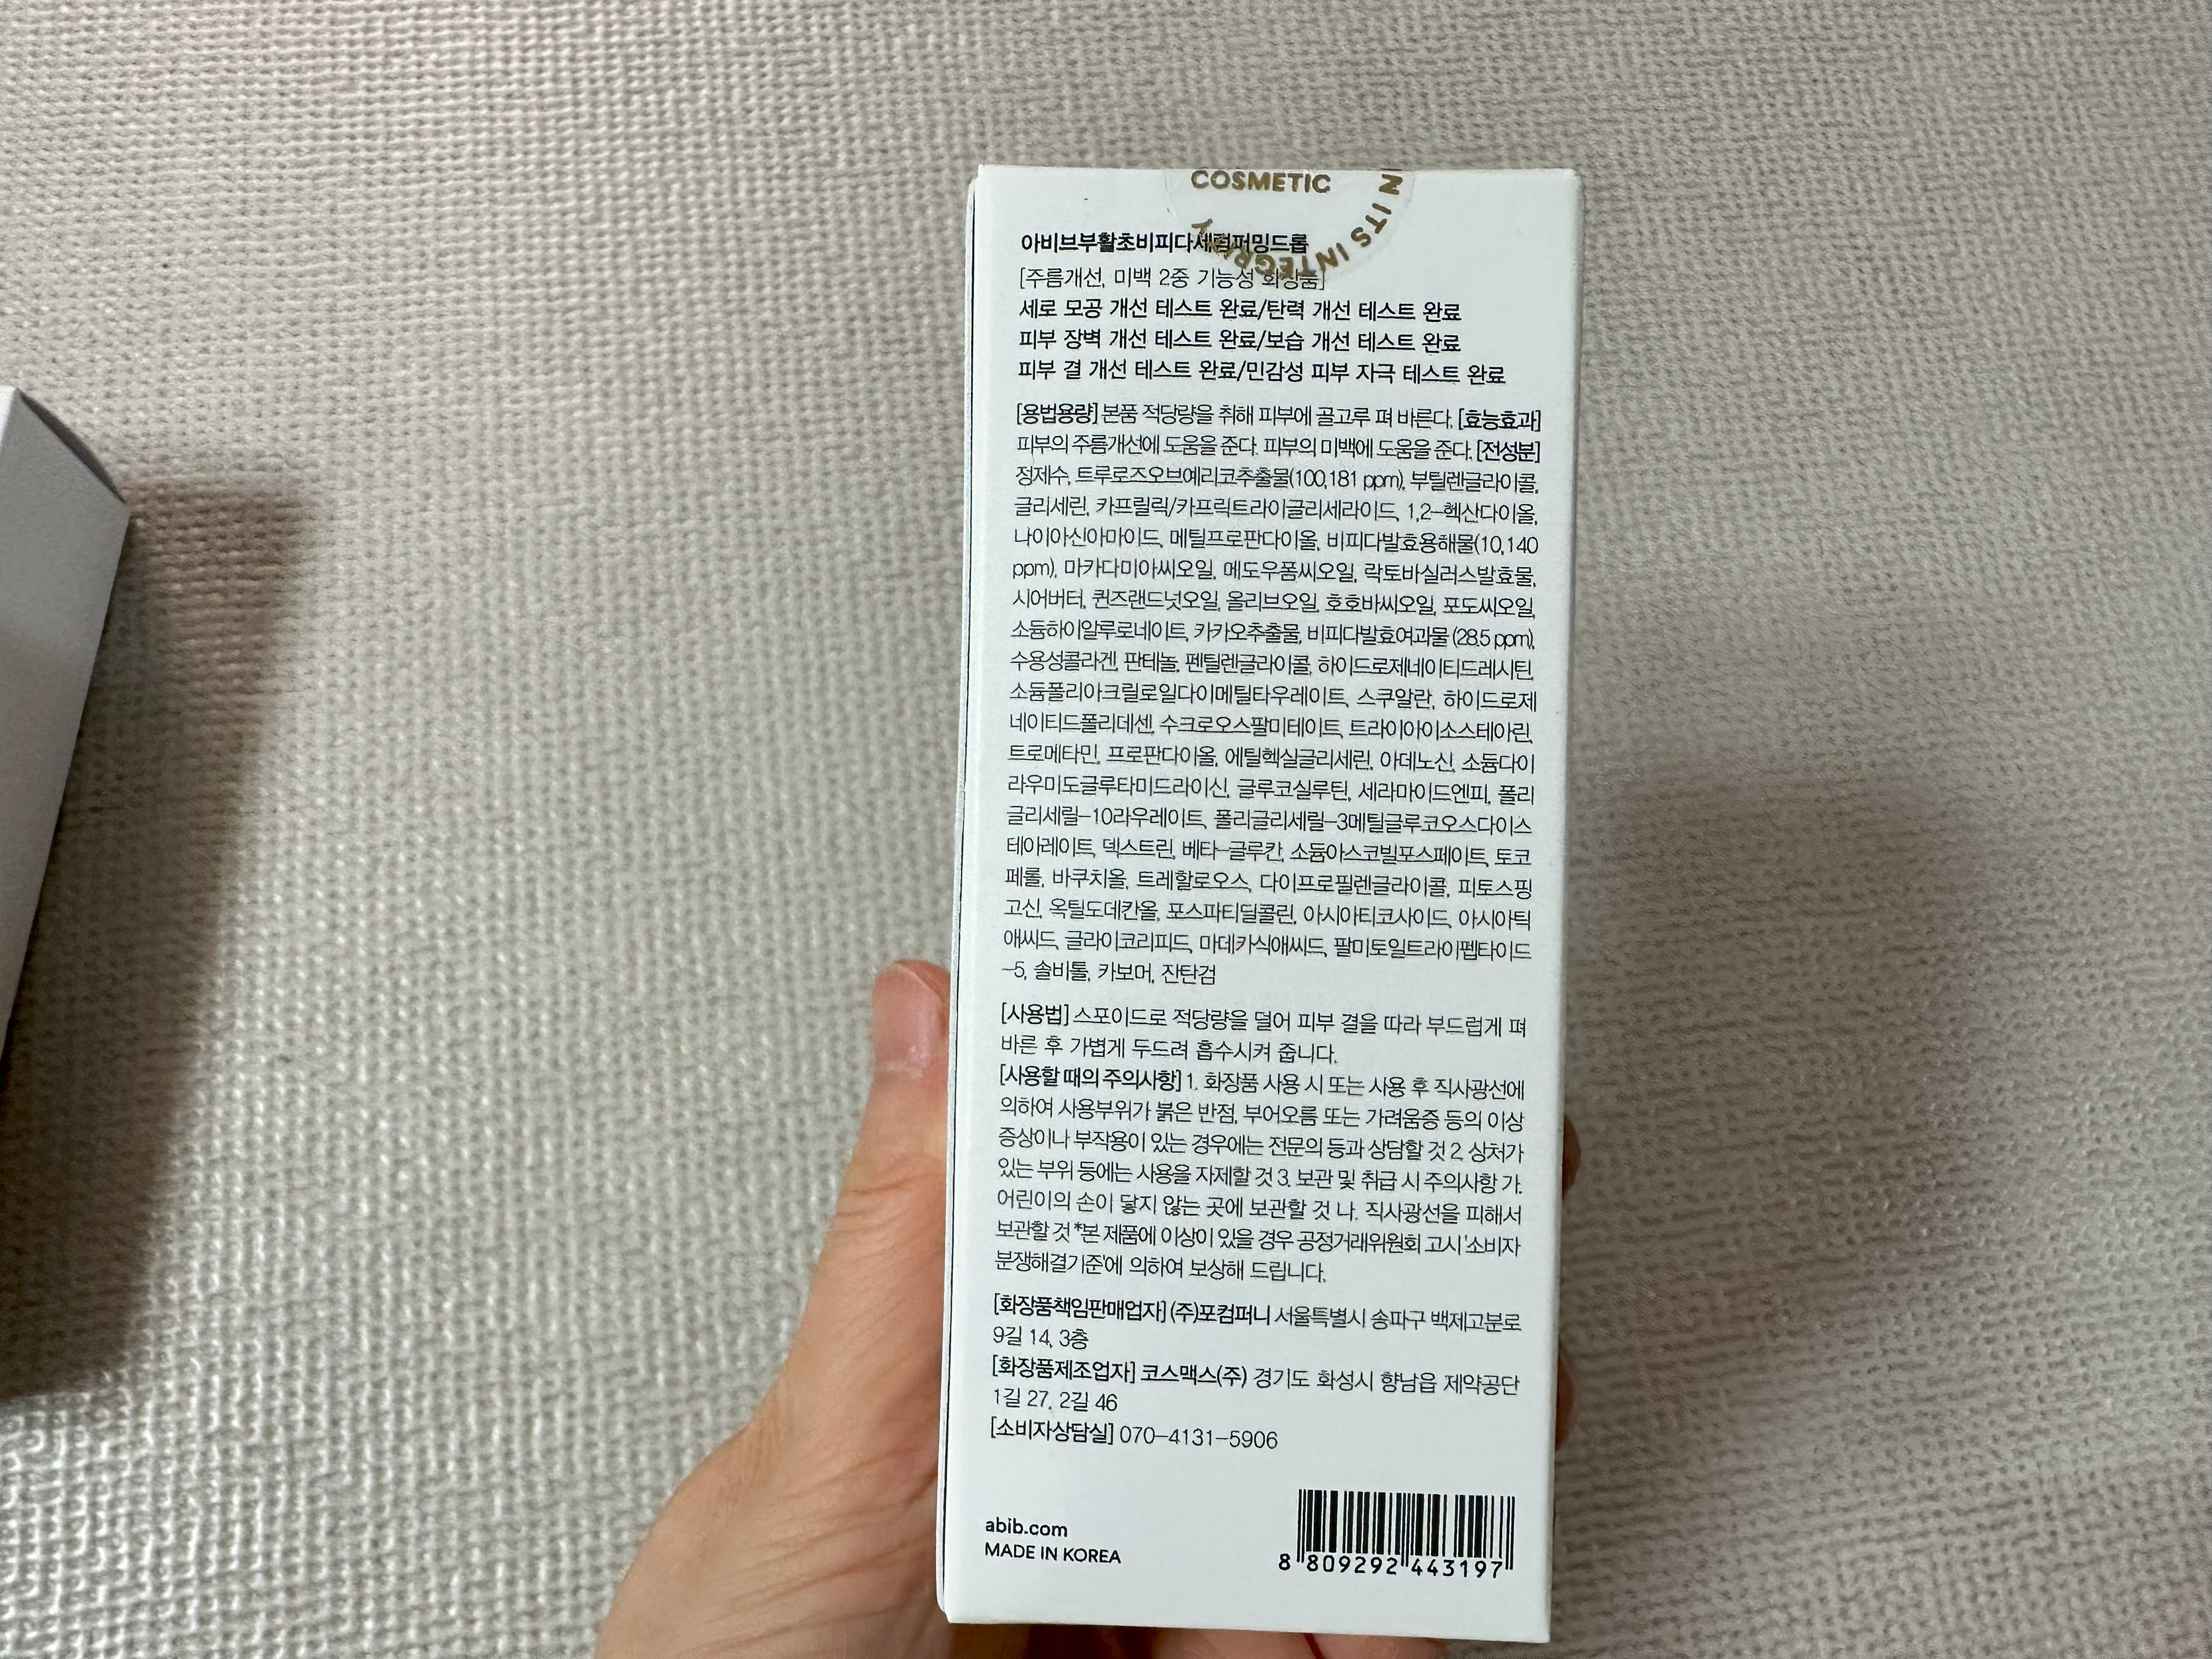 COSMETIC
IN ITS INTEGRITY
아비브부활초비피다세럼퍼밍드롭
[주름개선, 미백 2중 기능성 화장품]
세로 모공 개선 테스트 완료/탄력 개선 테스트 완료
피부 장벽 개선 테스트 완료/보습 개선 테스트 완료
피부 결 개선 테스트 완료/민감성 피부 자극 테스트 완료
[용법용량] 본품 적당량을 취해 피부에 골고루 펴 바른다. [효능효과]
피부의 주름개선에 도움을 준다. 피부의 미백에 도움을 준다. [전성분]
정제수, 트루로즈오브예리코추출물(100,181 ppm), 부틸렌글라이콜,
글리세린, 카프릴릭/카프릭트라이글리세라이드, 1,2-헥산다이올,
나이아신아마이드, 메틸프로판다이올, 비피다발효용해물(10,140
ppm), 마카다미아씨오일, 메도우폼씨오일, 락토바실러스발효물,
시어버터, 퀸즈랜드넛오일, 올리브오일, 호호바씨오일, 포도씨오일,
소듐하이알루로네이트, 카카오추출물, 비피다발효여과물 (28.5 ppm),
수용성콜라겐, 판테놀, 펜틸렌글라이콜, 하이드로제네이티드레시틴,
소듐폴리아크릴로일다이메틸타우레이트, 스쿠알란, 하이드로제
네이티드폴리데센, 수크로오스팔미테이트, 트라이아이소스테아린,
트로메타민, 프로판다이올, 에틸헥실글리세린, 아데노신, 소듐다이
라우라미도글루타미드라이신, 글루코실루틴, 세라마이드엔피, 폴리
글리세릴-10라우레이트, 폴리글리세릴-3메틸글루코오스다이스
테아레이트, 덱스트린, 베타-글루칸, 소듐아스코빌포스페이트, 토코
페롤, 바쿠치올, 트레할로오스, 다이프로필렌글라이콜, 피토스핑
고신, 옥틸도데칸올, 포스파티딜콜린, 아시아티코사이드, 아시아틱
애씨드, 글라이코리피드, 마데카식애씨드, 팔미토일트라이펩타이드
-5, 솔비톨, 카보머, 잔탄검
[사용법] 스포이드로 적당량을 덜어 피부 결을 따라 부드럽게 펴
바른 후 가볍게 두드려 흡수시켜 줍니다.
[사용할 때의 주의사항] 1. 화장품 사용 시 또는 사용 후 직사광선에
의하여 사용부위가 붉은 반점, 부어오름 또는 가려움증 등의 이상
증상이나 부작용이 있는 경우에는 전문의 등과 상담할 것 2. 상처가
있는 부위 등에는 사용을 자제할 것 3. 보관 및 취급 시 주의사항 가.
어린이의 손이 닿지 않는 곳에 보관할 것 나. 직사광선을 피해서
보관할 것 *본 제품에 이상이 있을 경우 공정거래위원회 고시 '소비자
분쟁해결기준'에 의하여 보상해 드립니다.
[화장품책임판매업자] (주)포컴퍼니 서울특별시 송파구 백제고분로
9길 14, 3층
[화장품제조업자] 코스맥스(주) 경기도 화성시 향남읍 제약공단
1길 27, 2길 46
[소비자상담실] 070-4131-5906
abib.com
MADE IN KOREA
8 809292 443197